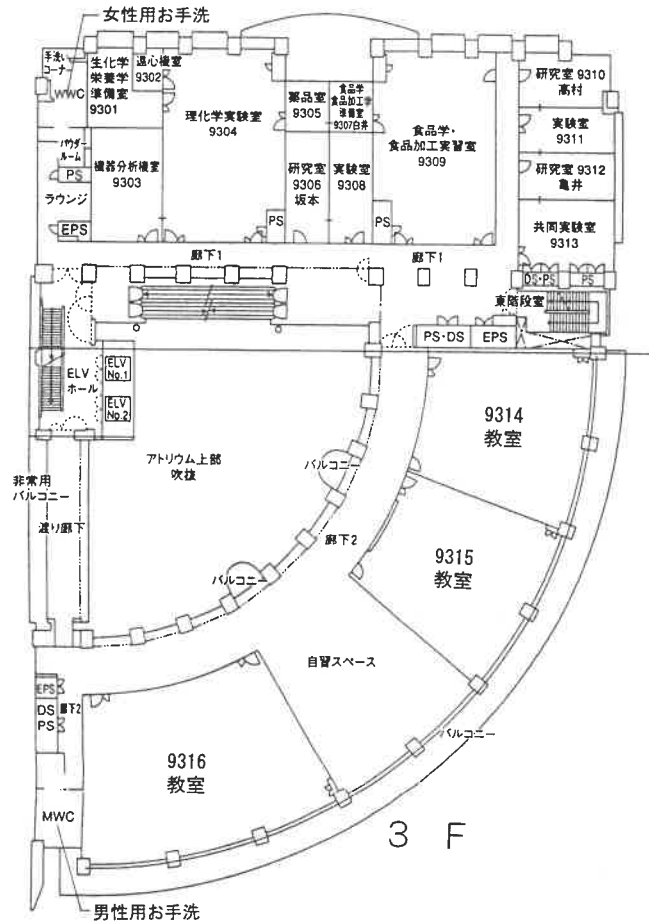 女性用お手洗
手洗い
コーナー
WWC
生化学
栄養学
準備室
9301
遠心機室
9302
理化学実験室
9304
薬品室
9305
食品学
食品加工学
準備室
9307白井
食品学・
食品加工実習室
9309
研究室 9310
高村
実験室
9311
研究室 9312
亀井
共同実験室
9313
パウダー
ルーム
PS
ラウンジ
EPS
機器分析機室
9303
研究室
9306
坂本
実験室
9308
PS
PS
廊下1
廊下1
DS・PS
PS
東階段室
PS・DS
EPS
ELV
ホール
ELV
No.1
ELV
No.2
9314
教室
アトリウム上部
吹抜
バルコニー
非常用
バルコニー
渡り廊下
廊下2
9315
教室
バルコニー
自習スペース
EPS
DS
PS
廊下2
9316
教室
バルコニー
MWC
3 F
男性用お手洗